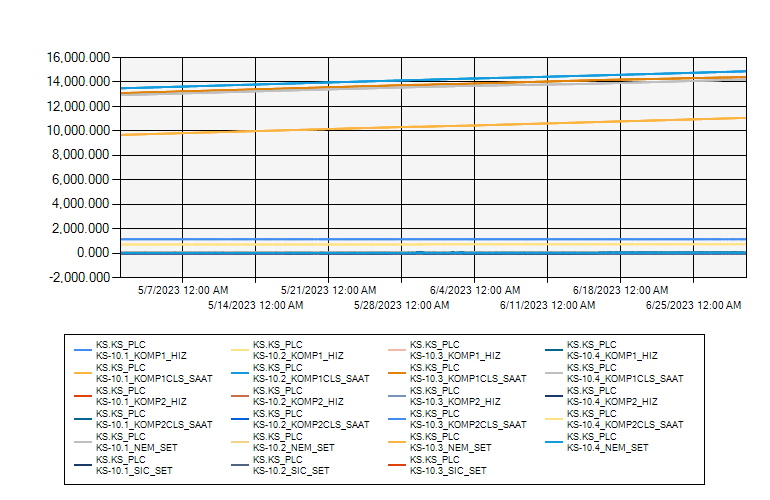 16,000.000
14,000.000
12,000.000
10,000.000
8,000.000
6,000.000
4,000.000
2,000.000
0.000
-2,000.000
5/7/2023 12:00 AM
5/21/2023 12:00 AM
6/4/2023 12:00 AM
6/18/2023 12:00 AM
5/14/2023 12:00 AM
5/28/2023 12:00 AM
6/11/2023 12:00 AM
6/25/2023 12:00 AM
KS.KS_PLC KS.KS_PLC KS.KS_PLC KS.KS_PLC
KS-10.1_KOMP1_HIZ KS-10.2_KOMP1_HIZ KS-10.3_KOMP1_HIZ KS-10.4_KOMP1_HIZ
KS.KS_PLC KS.KS_PLC KS.KS_PLC KS.KS_PLC
KS-10.1_KOMP1CLS_SAAT KS-10.2_KOMP1CLS_SAAT KS-10.3_KOMP1CLS_SAAT KS-10.4_KOMP1CLS_SAAT
KS.KS_PLC KS.KS_PLC KS.KS_PLC KS.KS_PLC
KS-10.1_KOMP2_HIZ KS-10.2_KOMP2_HIZ KS-10.3_KOMP2_HIZ KS-10.4_KOMP2_HIZ
KS.KS_PLC KS.KS_PLC KS.KS_PLC KS.KS_PLC
KS-10.1_KOMP2CLS_SAAT KS-10.2_KOMP2CLS_SAAT KS-10.3_KOMP2CLS_SAAT KS-10.4_KOMP2CLS_SAAT
KS.KS_PLC KS.KS_PLC KS.KS_PLC KS.KS_PLC
KS-10.1_NEM_SET KS-10.2_NEM_SET KS-10.3_NEM_SET KS-10.4_NEM_SET
KS.KS_PLC KS.KS_PLC KS.KS_PLC
KS-10.1_SIC_SET KS-10.2_SIC_SET KS-10.3_SIC_SET